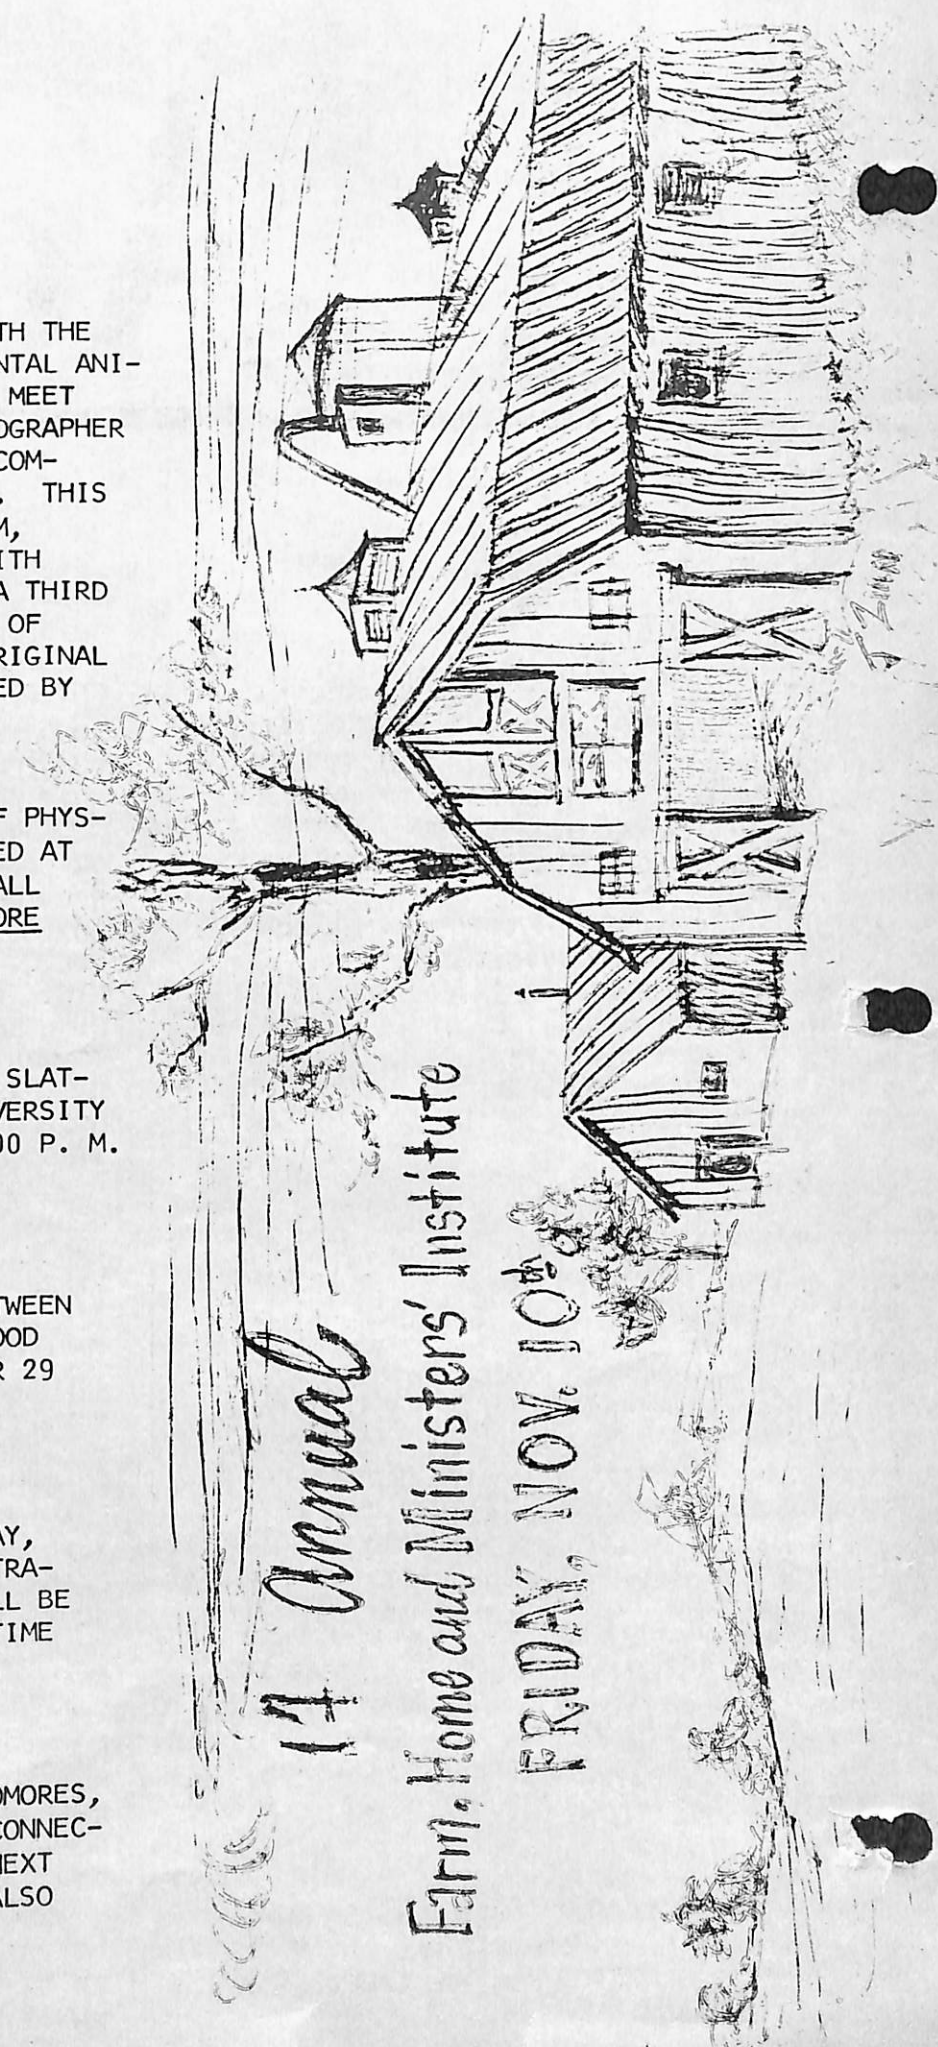 TH THE
NTAL ANI-
MEET
OGRAPHER
COM-
. THIS
M,
ITH
A THIRD
OF
RIGINAL
ED BY
F PHYS-
ED AT
ALL
ORE
SLAT-
VERSITY
00 P. M.
TWEEN
OOD
R 29
AY,
TRA-
LL BE
TIME
OMORES,
CONNEC-
NEXT
ALSO
17 annual
Farm, Home and Ministers' Institute
FRIDAY, NOV. 10th